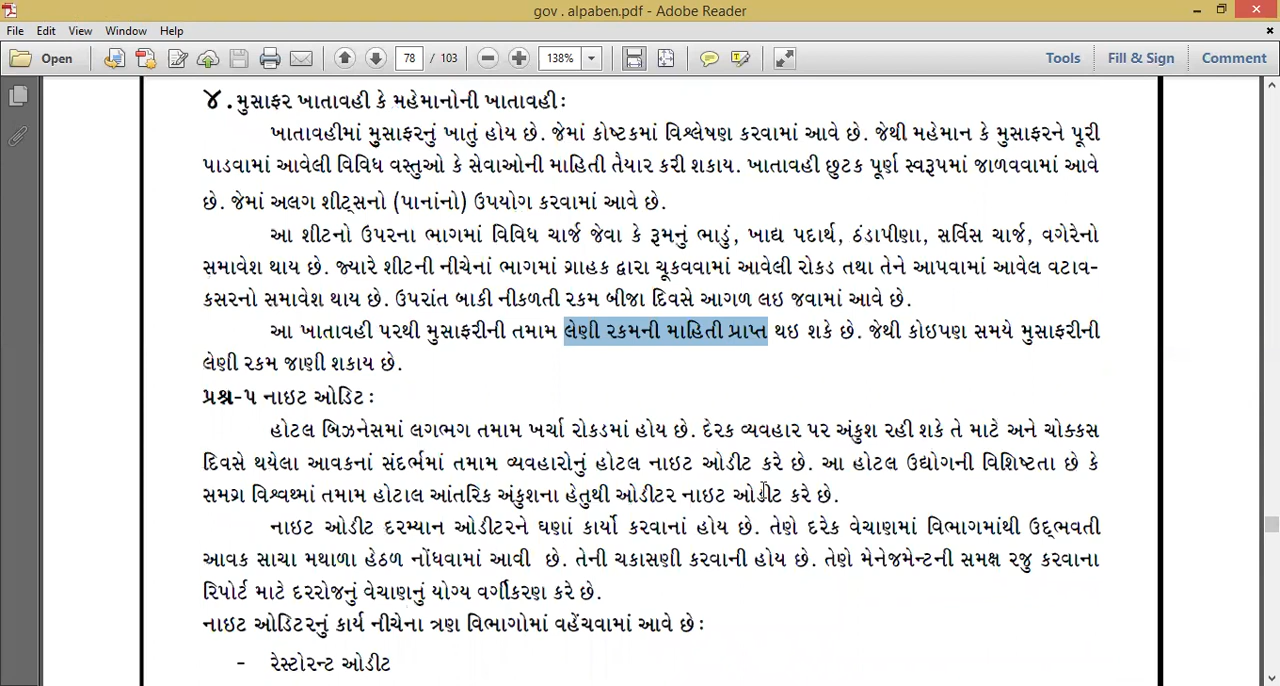 gov . alpaben.pdf - Adobe Reader
File Edit View Window Help
Open 78 / 103 138% Tools Fill & Sign Comment
૪. મુસાફર ખાતાવહી કે મહેમાનોની ખાતાવહી:
ખાતાવહીમાં મુસાફરનું ખાતું હોય છે. જેમાં કોષ્ટકમાં વિશ્લેષણ કરવામાં આવે છે. જેથી મહેમાન કે મુસાફરને પૂરી
પાડવામાં આવેલી વિવિધ વસ્તુઓ કે સેવાઓની માહિતી તૈયાર કરી શકાય. ખાતાવહી છુટક પૂર્ણ સ્વરૂપમાં જાળવવામાં આવે
છે. જેમાં અલગ શીટ્સનો (પાનાંનો) ઉપયોગ કરવામાં આવે છે.
આ શીટનો ઉપરના ભાગમાં વિવિધ ચાર્જ જેવા કે રૂમનું ભાડું, ખાદ્ય પદાર્થ, ઠંડાપીણા, સર્વિસ ચાર્જ, વગેરેનો
સમાવેશ થાય છે. જ્યારે શીટની નીચેનાં ભાગમાં ગ્રાહક દ્વારા ચૂકવવામાં આવેલી રોકડ તથા તેને આપવામાં આવેલ વટાવ-
કસરનો સમાવેશ થાય છે. ઉપરાંત બાકી નીકળતી રકમ બીજા દિવસે આગળ લઇ જવામાં આવે છે.
આ ખાતાવહી પરથી મુસાફરીની તમામ લેણી રકમની માહિતી પ્રાપ્ત થઇ શકે છે. જેથી કોઇપણ સમયે મુસાફરીની
લેણી રકમ જાણી શકાય છે.
પ્રશ્ન-૫ નાઇટ ઓડિટ:
હોટલ બિઝનેસમાં લગભગ તમામ ખર્ચા રોકડમાં હોય છે. દેરક વ્યવહાર પર અંકુશ રહી શકે તે માટે અને ચોક્કસ
દિવસે થયેલા આવકનાં સંદર્ભમાં તમામ વ્યવહારોનું હોટલ નાઇટ ઓડીટ કરે છે. આ હોટલ ઉદ્યોગની વિશિષ્ટતા છે કે
સમગ્ર વિશ્વથ્માં તમામ હોટાલ આંતરિક અંકુશના હેતુથી ઓડીટર નાઇટ ઓડીટ કરે છે.
નાઇટ ઓડીટ દરમ્યાન ઓડીટરને ઘણાં કાર્યો કરવાનાં હોય છે. તેણે દરેક વેચાણમાં વિભાગમાંથી ઉદ્ભવતી
આવક સાચા મથાળા હેઠળ નોંધવામાં આવી છે. તેની ચકાસણી કરવાની હોય છે. તેણે મેનેજમેન્ટની સમક્ષ રજુ કરવાના
રિપોર્ટ માટે દરરોજનું વેચાણનું યોગ્ય વર્ગીકરણ કરે છે.
નાઇટ ઓડિટરનું કાર્ય નીચેના ત્રણ વિભાગોમાં વહેંચવામાં આવે છે:
- રેસ્ટોરન્ટ ઓડીટ